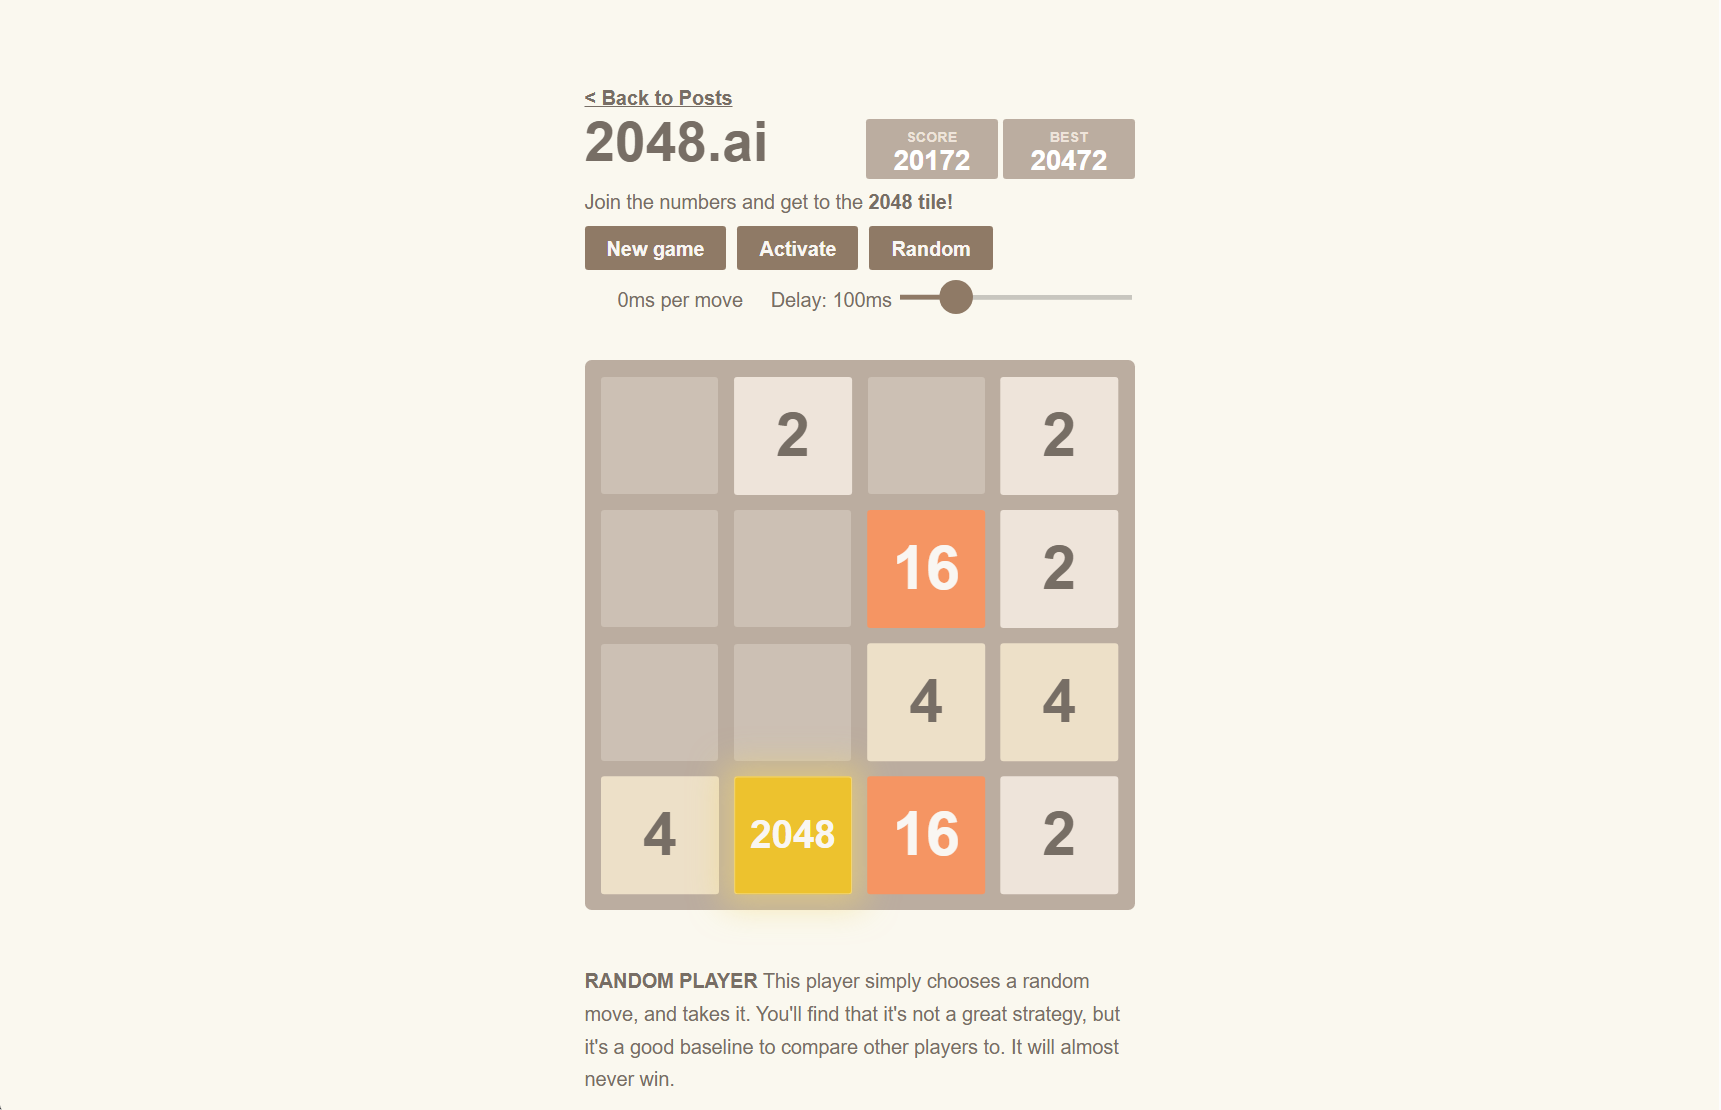 < Back to Posts
2048.ai
SCORE
20172
BEST
20472
Join the numbers and get to the 2048 tile!
New game Activate Random
0ms per move Delay: 100ms
2 2
16 2
4 4
4 2048 16 2
RANDOM PLAYER This player simply chooses a random
move, and takes it. You'll find that it's not a great strategy, but
it's a good baseline to compare other players to. It will almost
never win.